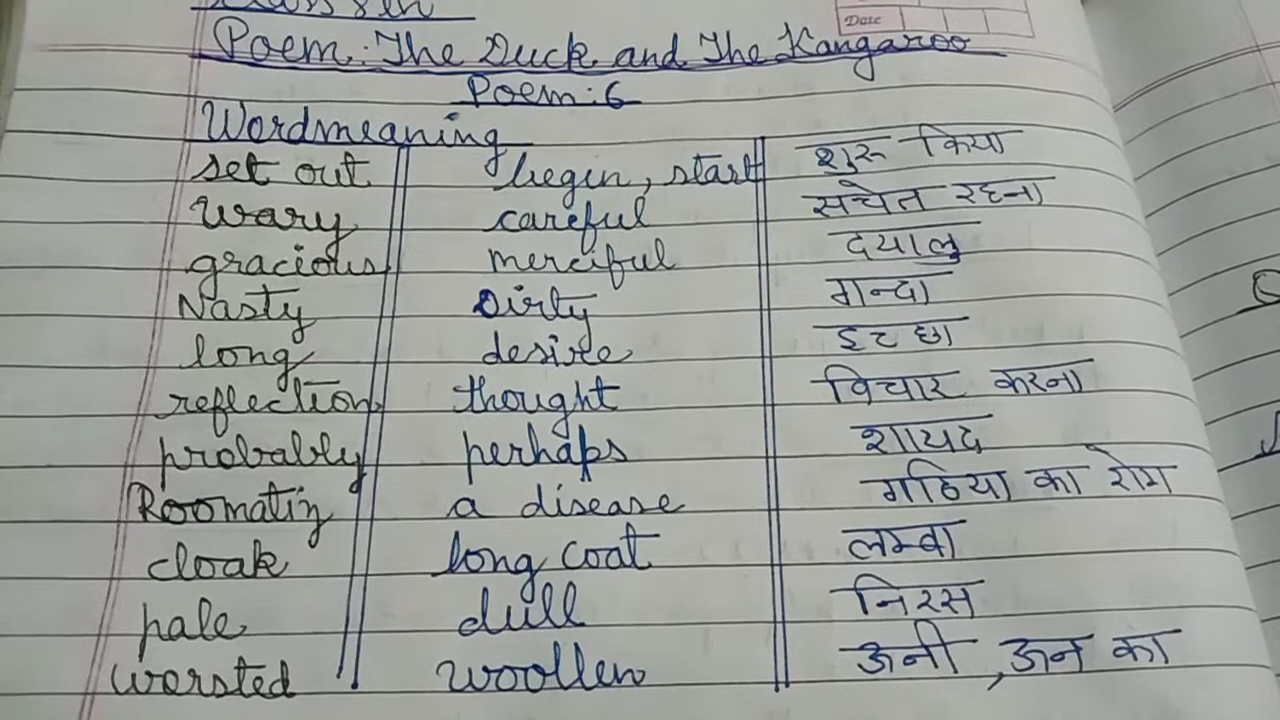 Date
Poem: The Duck and The Kangaroo
Poem: 6
Wordmeaning
set out begin, start शुरू किया
wary careful सचेत रहना
gracious merciful दयालु
Nasty Dirty गन्दा
long desire इच्छा
reflection thought विचार करना
probably perhaps शायद
Roomatiz a disease गठिया का रोग
cloak long coat लम्बा
pale dull निरस
worsted woollen ऊनी, ऊन का